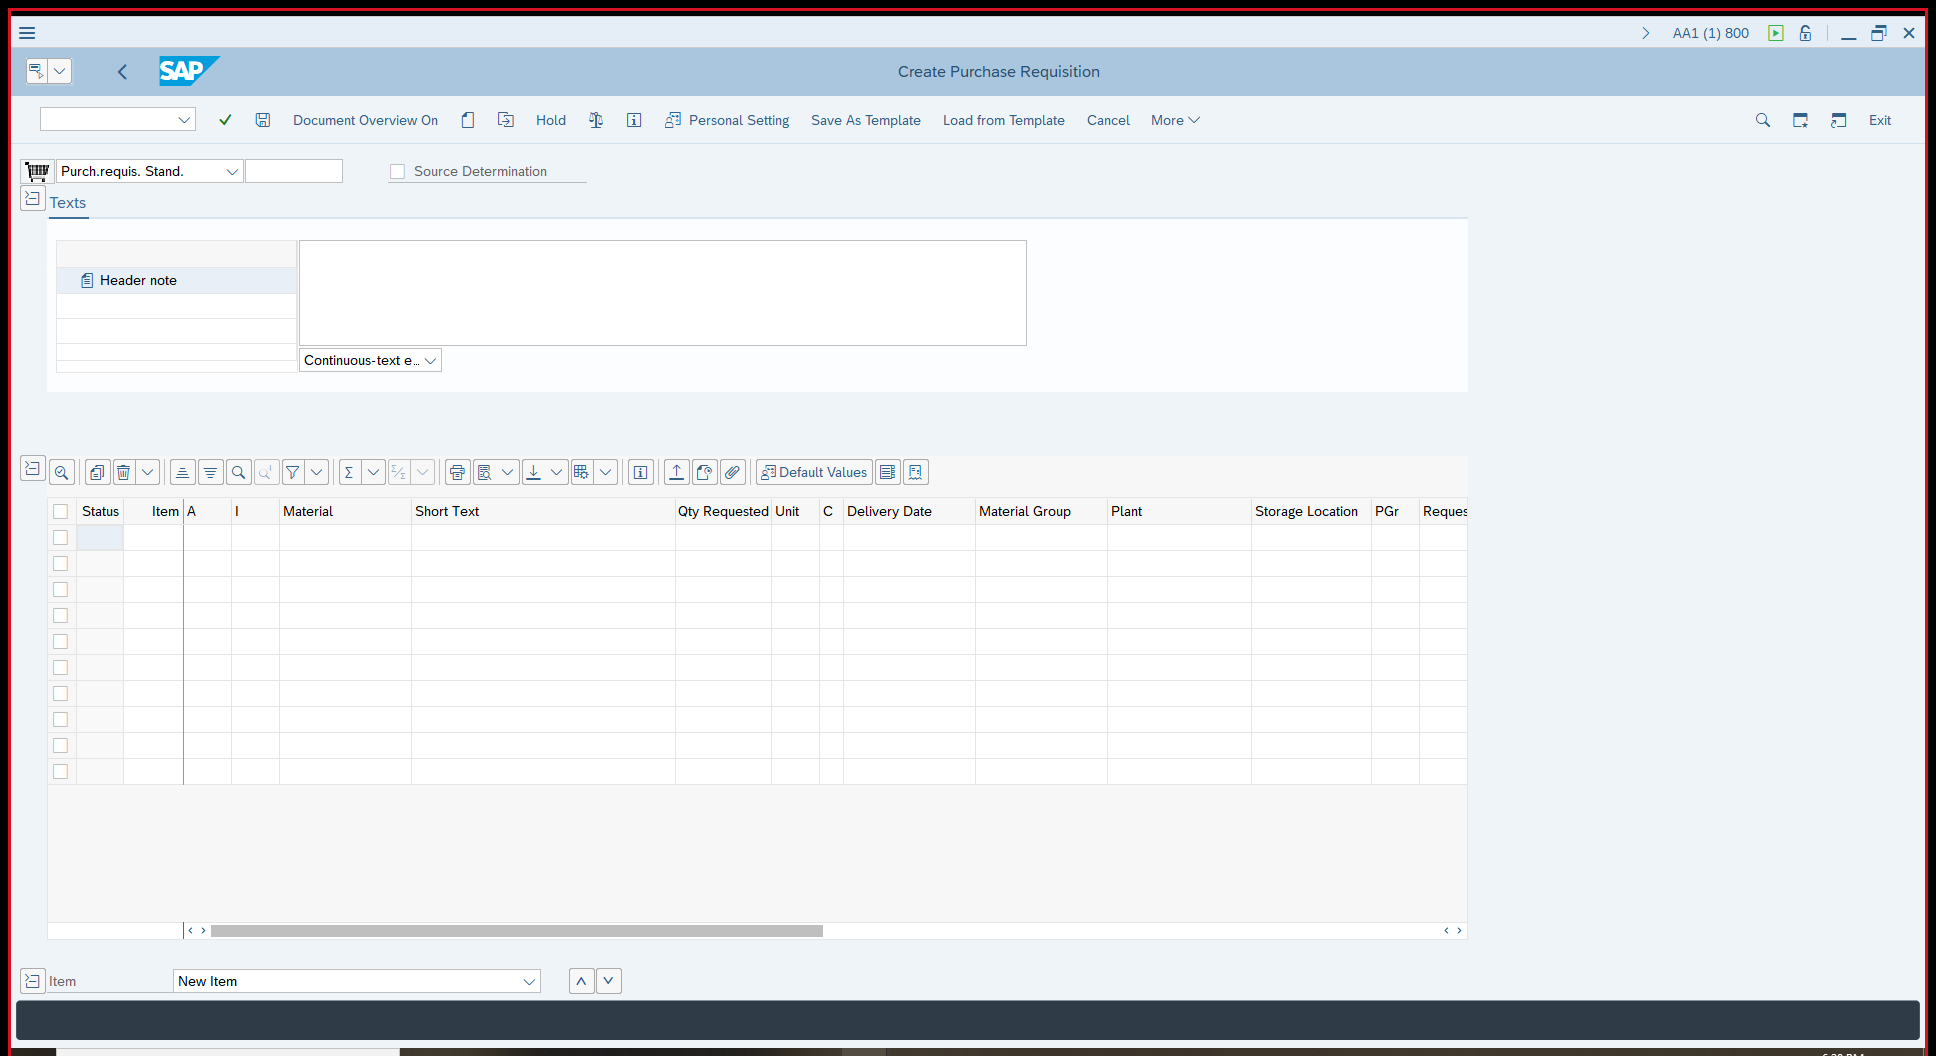 AA1 (1) 800
SAP
Create Purchase Requisition
Document Overview On
Hold
Personal Setting
Save As Template
Load from Template
Cancel
More
Exit
Purch.requis. Stand.
Source Determination
Texts
Header note
Continuous-text e...
Default Values
Status Item A I Material Short Text Qty Requested Unit C Delivery Date Material Group Plant Storage Location PGr Reques
Item
New Item